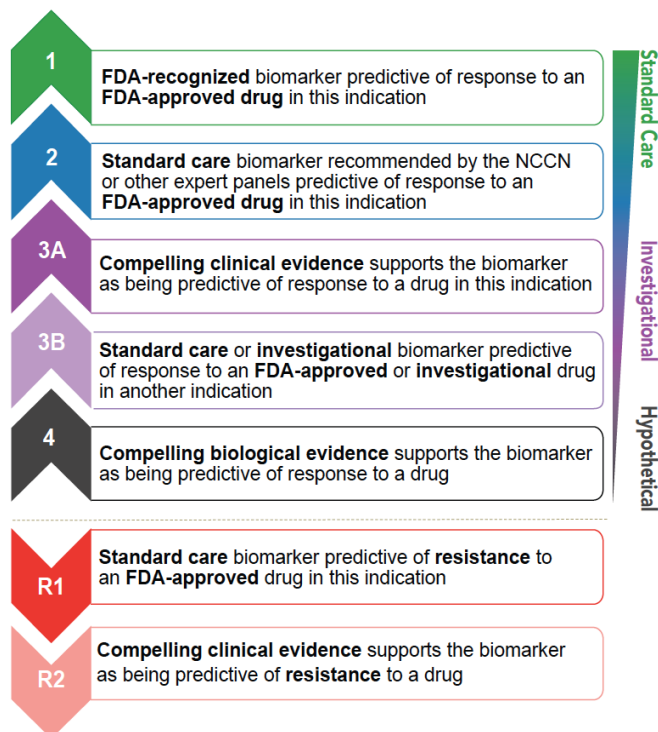 1
FDA-recognized biomarker predictive of response to an
FDA-approved drug in this indication
2
Standard care biomarker recommended by the NCCN
or other expert panels predictive of response to an
FDA-approved drug in this indication
3A
Compelling clinical evidence supports the biomarker
as being predictive of response to a drug in this indication
3B
Standard care or investigational biomarker predictive
of response to an FDA-approved or investigational drug
in another indication
4
Compelling biological evidence supports the biomarker
as being predictive of response to a drug
R1
Standard care biomarker predictive of resistance to
an FDA-approved drug in this indication
R2
Compelling clinical evidence supports the biomarker
as being predictive of resistance to a drug
Standard Care
Investigational
Hypothetical